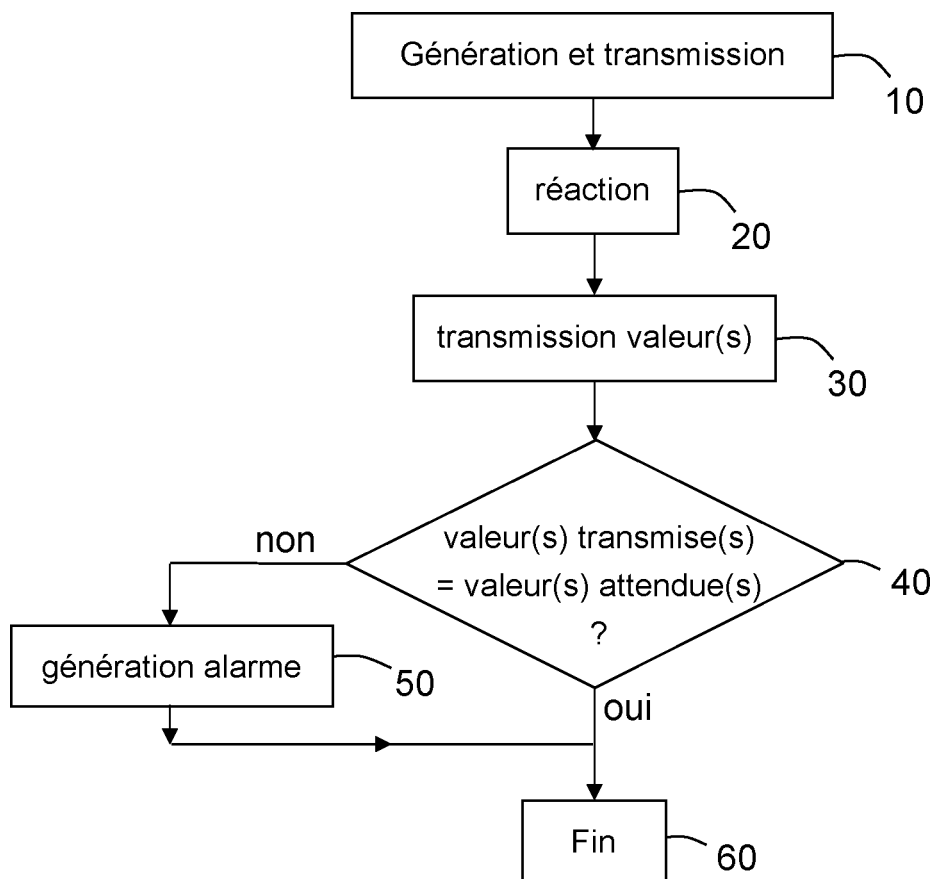 Génération et transmission
10
réaction
20
transmission valeur(s)
30
valeur(s) transmise(s)
= valeur(s) attendue(s)
?
40
non
génération alarme
50
oui
Fin
60